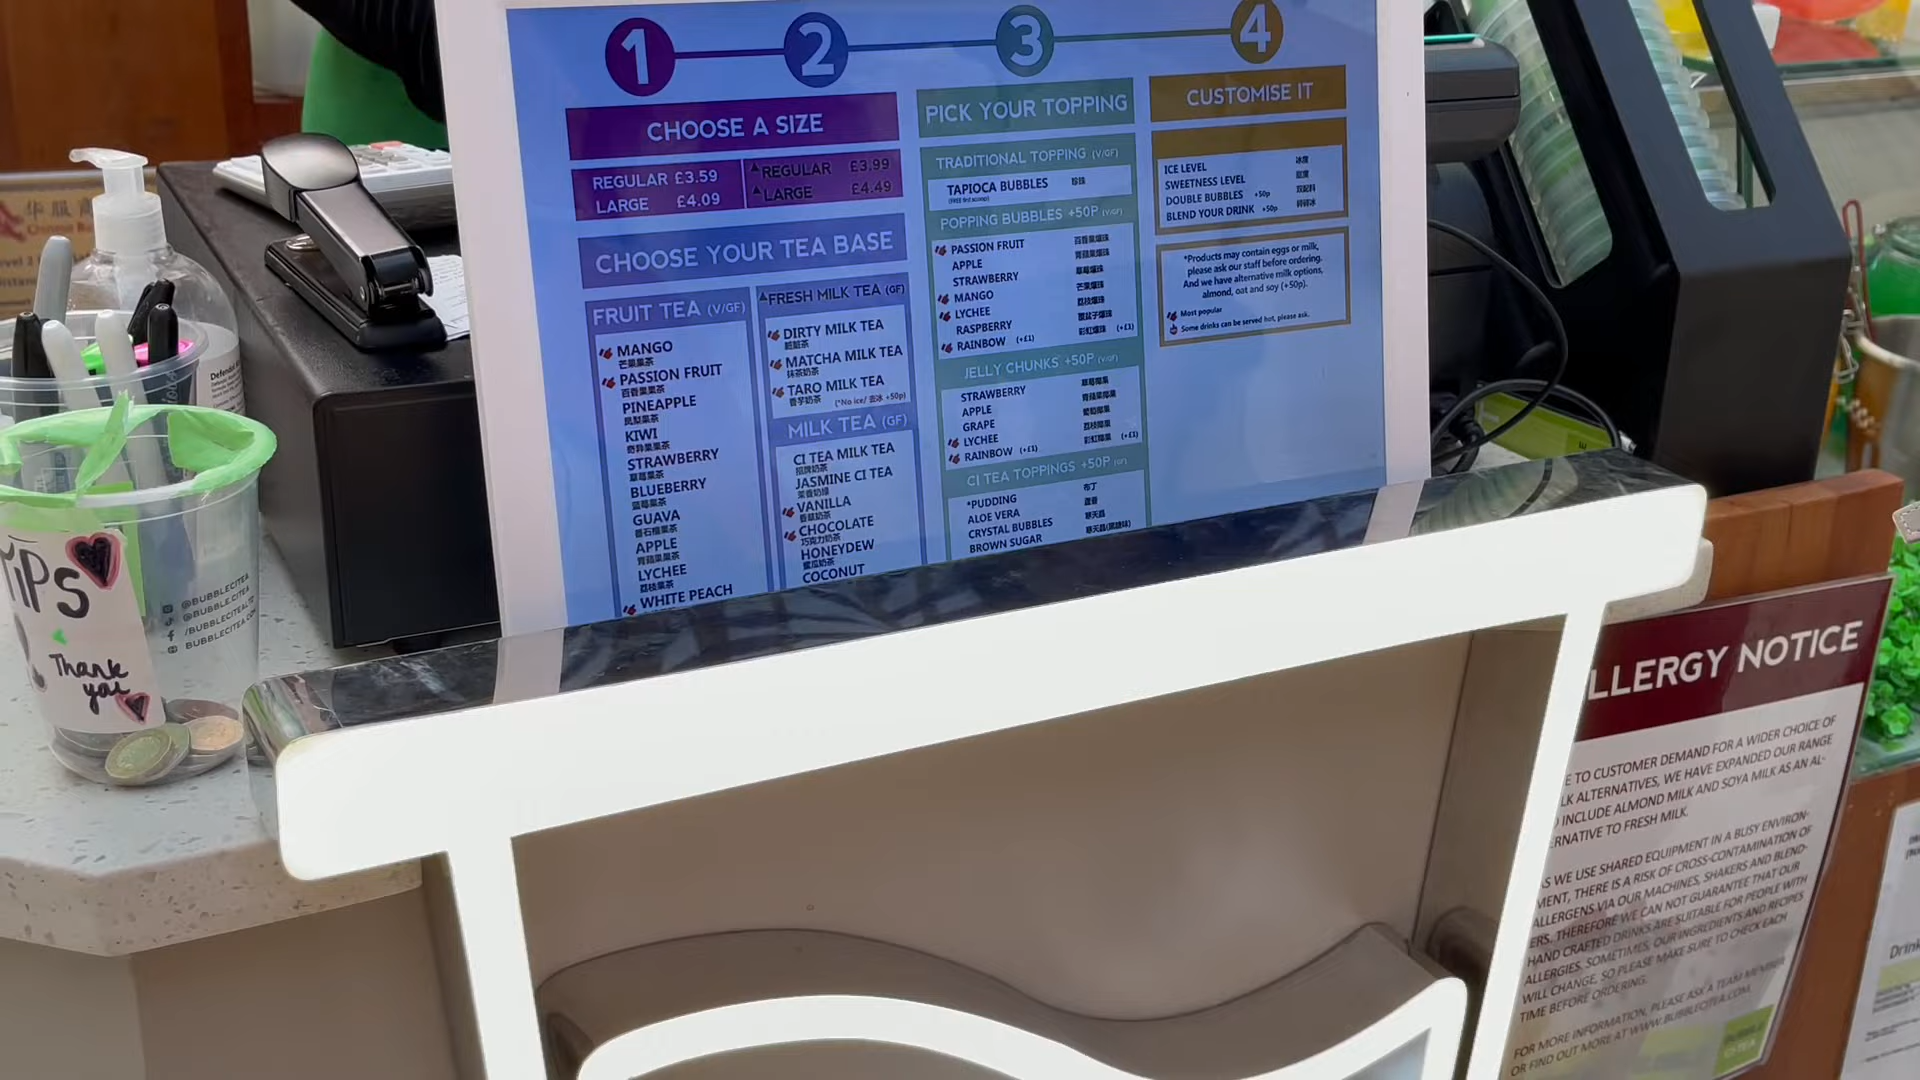 1 2 3 4
CHOOSE A SIZE
REGULAR £3.59
LARGE £4.09
▲REGULAR £3.99
▲LARGE £4.49
CHOOSE YOUR TEA BASE
FRUIT TEA (V/GF)
MANGO
芒果果茶
PASSION FRUIT
百香果果茶
PINEAPPLE
凤梨果茶
KIWI
奇异果果茶
STRAWBERRY
草莓果茶
BLUEBERRY
蓝莓果茶
GUAVA
番石榴果茶
APPLE
青蘋果果茶
LYCHEE
荔枝果茶
WHITE PEACH
▲FRESH MILK TEA (GF)
DIRTY MILK TEA
MATCHA MILK TEA
抹茶奶茶
TARO MILK TEA
香芋奶茶 (*No ice/ 去冰 +50p)
MILK TEA (GF)
CI TEA MILK TEA
招牌奶茶
JASMINE CI TEA
茉香奶绿
VANILLA
香草奶茶
CHOCOLATE
巧克力奶茶
HONEYDEW
蜜瓜奶茶
COCONUT
PICK YOUR TOPPING
TRADITIONAL TOPPING (V/GF)
TAPIOCA BUBBLES 珍珠
(FREE first scoop)
POPPING BUBBLES +50P (V/GF)
PASSION FRUIT 百香果爆珠
APPLE 青蘋果爆珠
STRAWBERRY 草莓爆珠
MANGO 芒果爆珠
LYCHEE 荔枝爆珠
RASPBERRY 覆盆子爆珠
RAINBOW (+£1) 彩虹爆珠 (+£1)
JELLY CHUNKS +50P (V/GF)
STRAWBERRY 草莓椰果
APPLE 青蘋果椰果
GRAPE 葡萄椰果
LYCHEE 荔枝椰果
RAINBOW (+£1) 彩虹椰果 (+£1)
CI TEA TOPPINGS +50P (GF)
*PUDDING 布丁
ALOE VERA 蘆薈
CRYSTAL BUBBLES 寒天晶
BROWN SUGAR 寒天晶(黑糖味)
CUSTOMISE IT
ICE LEVEL 冰度
SWEETNESS LEVEL 甜度
DOUBLE BUBBLES +50p 双配料
BLEND YOUR DRINK +50p 碎碎冰
*Products may contain eggs or milk,
please ask our staff before ordering.
And we have alternative milk options,
almond, oat and soy (+50p).
Most popular
Some drinks can be served hot, please ask.
TIPS
Thank
you
@BUBBLECITEA
@BUBBLE.CITEA
/BUBBLECITEALTD
BUBBLECITEA.COM
LLERGY NOTICE
E TO CUSTOMER DEMAND FOR A WIDER CHOICE OF
LK ALTERNATIVES, WE HAVE EXPANDED OUR RANGE
O INCLUDE ALMOND MILK AND SOYA MILK AS AN AL-
ERNATIVE TO FRESH MILK.
AS WE USE SHARED EQUIPMENT IN A BUSY ENVIRON-
MENT, THERE IS A RISK OF CROSS-CONTAMINATION OF
ALLERGENS VIA OUR MACHINES, SHAKERS AND BLEND-
ERS. THEREFORE WE CAN NOT GUARANTEE THAT OUR
HAND CRAFTED DRINKS ARE SUITABLE FOR PEOPLE WITH
ALLERGIES. SOMETIMES, OUR INGREDIENTS AND RECIPES
WILL CHANGE, SO PLEASE MAKE SURE TO CHECK EACH
TIME BEFORE ORDERING.
FOR MORE INFORMATION, PLEASE ASK A TEAM MEMBER
OR FIND OUT MORE AT WWW.BUBBLECITEA.COM.
BUBBLE
CITEA
Drin